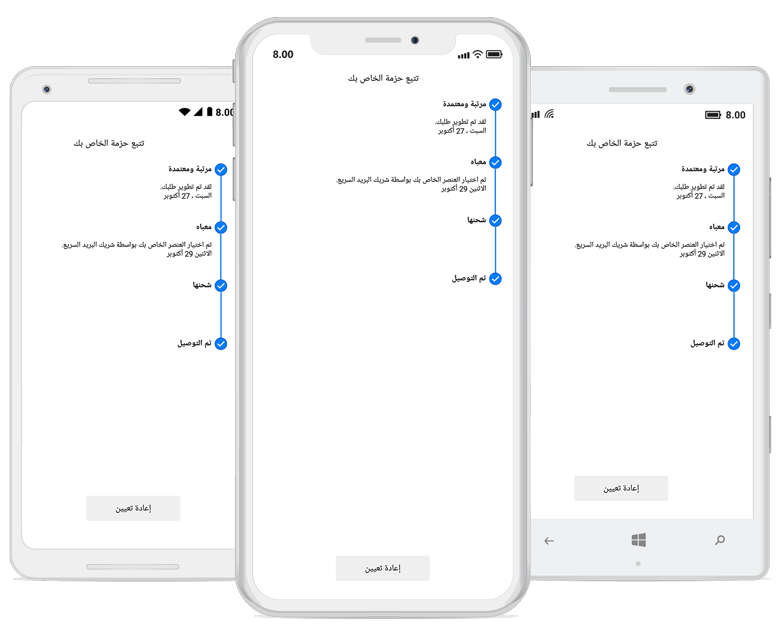 8.00
تتبع حزمة الخاص بك
مرتبة ومعتمدة
لقد تم تطوير طلبك.
السبت ، 27 أكتوبر
معباه
تم اختيار العنصر الخاص بك بواسطة شريك البريد السريع.
الاثنين 29 أكتوبر
شحنها
تم التوصيل
إعادة تعيين
8.00
تتبع حزمة الخاص بك
مرتبة ومعتمدة
لقد تم تطوير طلبك.
السبت ، 27 أكتوبر
معباه
تم اختيار العنصر الخاص بك بواسطة شريك البريد السريع.
الاثنين 29 أكتوبر
شحنها
تم التوصيل
إعادة تعيين
8.00
تتبع حزمة الخاص بك
مرتبة ومعتمدة
لقد تم تطوير طلبك.
السبت ، 27 أكتوبر
معباه
تم اختيار العنصر الخاص بك بواسطة شريك البريد السريع.
الاثنين 29 أكتوبر
شحنها
تم التوصيل
إعادة تعيين